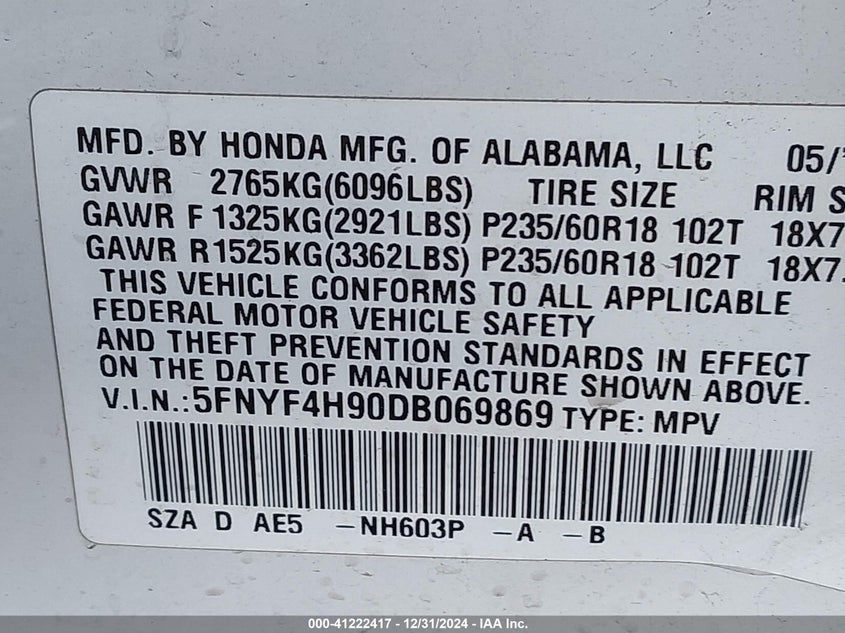 MFD. BY HONDA MFG. OF ALABAMA, LLC 05/
GVWR 2765KG(6096LBS) TIRE SIZE RIM S
GAWR F 1325KG(2921LBS) P235/60R18 102T 18X7
GAWR R 1525KG(3362LBS) P235/60R18 102T 18X7.
THIS VEHICLE CONFORMS TO ALL APPLICABLE
FEDERAL MOTOR VEHICLE SAFETY
AND THEFT PREVENTION STANDARDS IN EFFECT
ON THE DATE OF MANUFACTURE SHOWN ABOVE.
V.I.N.:5FNYF4H90DB069869 TYPE: MPV
SZA D AE5 -NH603P -A -B
000-41222417 - 12/31/2024 - IAA Inc.